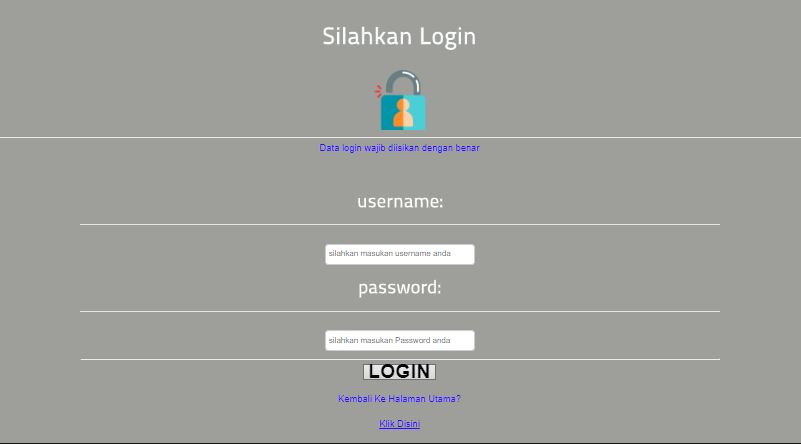 Silahkan Login
Data login wajib diisikan dengan benar
username:
silahkan masukan username anda
password:
silahkan masukan Password anda
LOGIN
Kembali Ke Halaman Utama?
Klik Disini